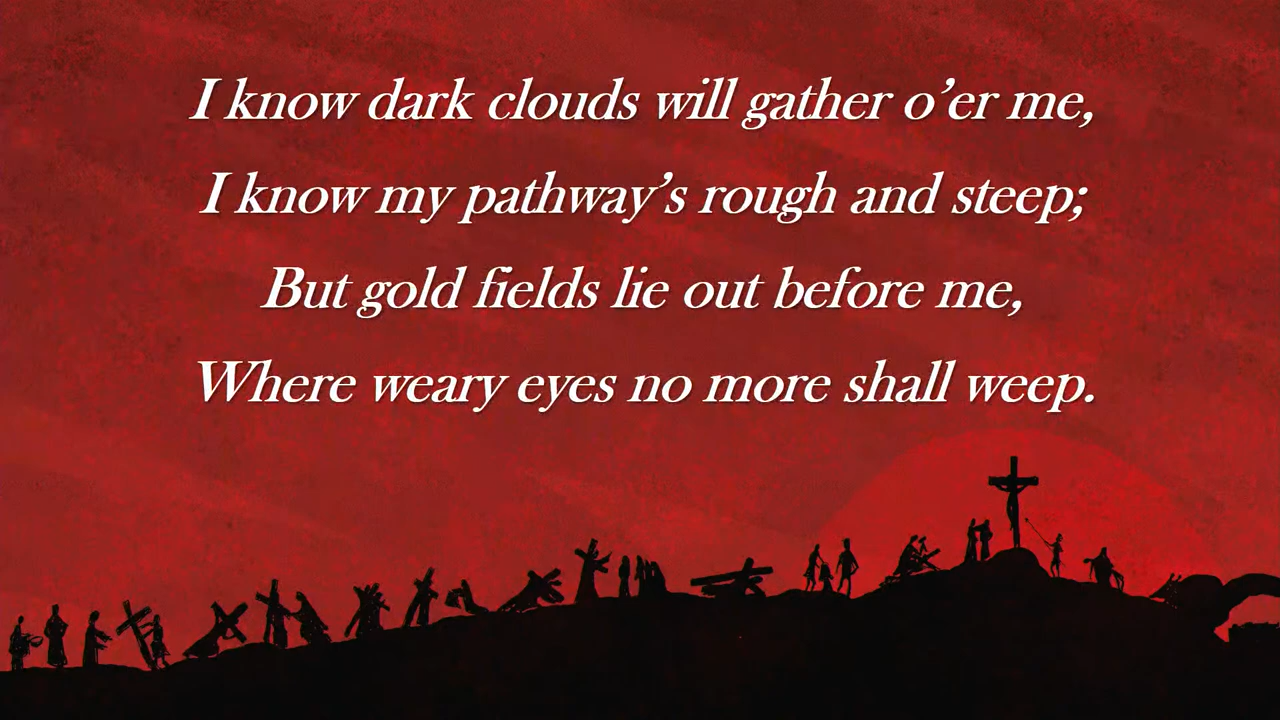 I know dark clouds will gather o’er me,
I know my pathway’s rough and steep;
But gold fields lie out before me,
Where weary eyes no more shall weep.